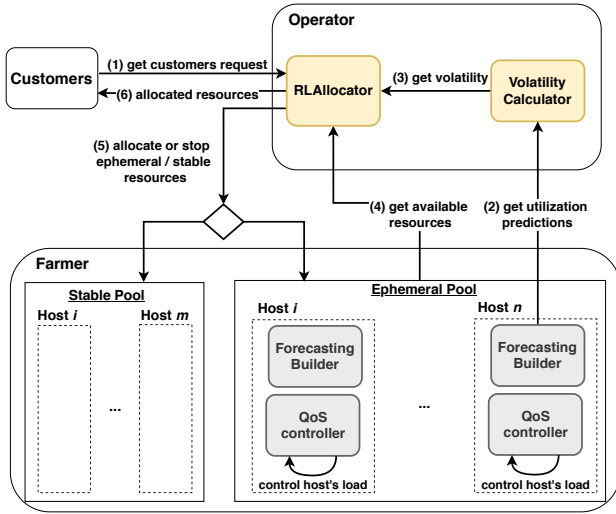 Operator
Customers
(1) get customers request
(6) allocated resources
RLAllocator
(3) get volatility
Volatility
Calculator
(5) allocate or stop
ephemeral / stable
resources
(4) get available
resources
(2) get utilization
predictions
Farmer
Stable Pool
Host i
Host m
...
Ephemeral Pool
Host i
Forecasting
Builder
QoS
controller
control host's load
...
Host n
Forecasting
Builder
QoS
controller
control host's load